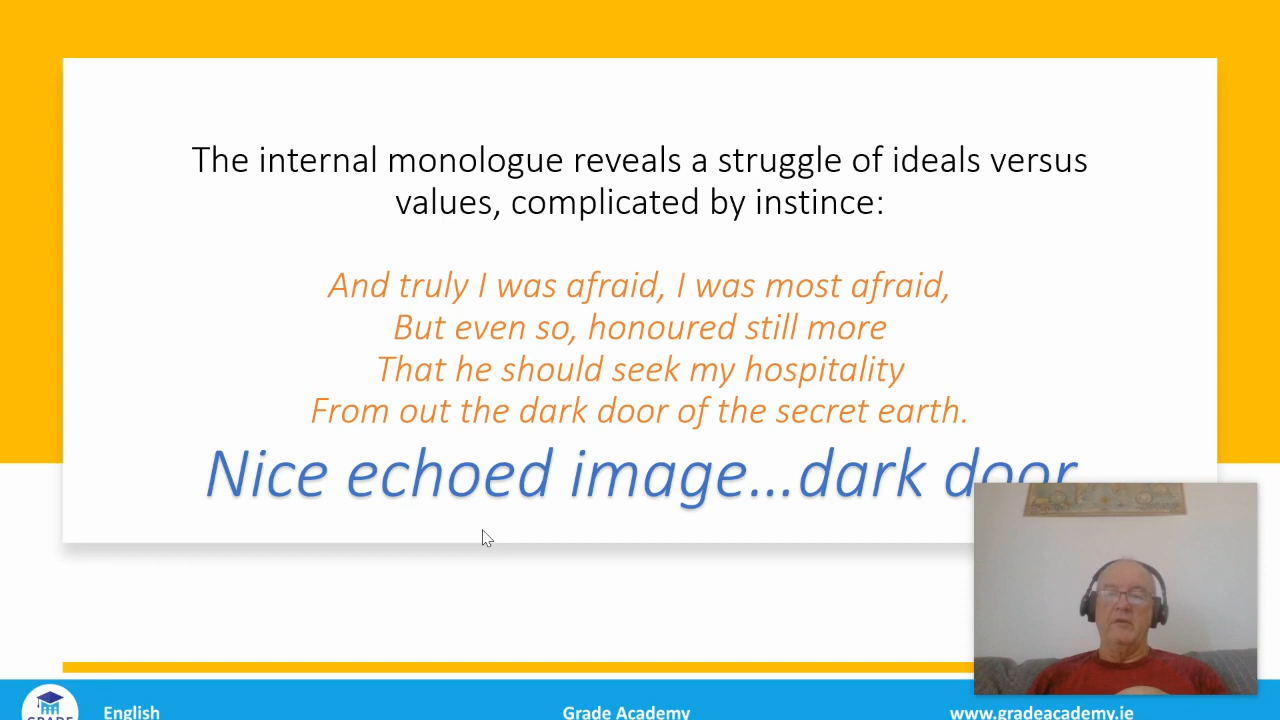 The internal monologue reveals a struggle of ideals versus
values, complicated by instince:
And truly I was afraid, I was most afraid,
But even so, honoured still more
That he should seek my hospitality
From out the dark door of the secret earth.
Nice echoed image...dark door
GRADE
English
Grade Academy
www.gradeacademy.ie